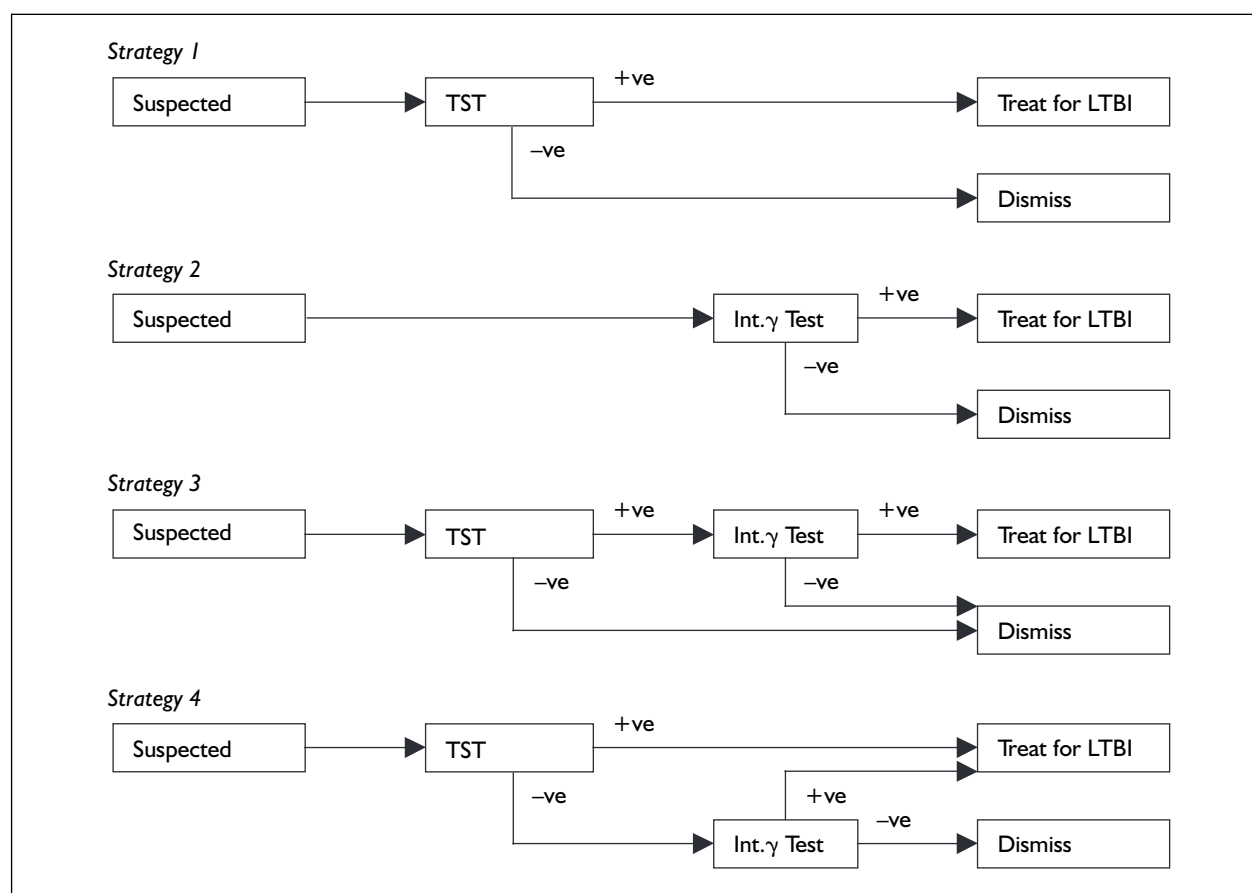 Strategy 1
+ve
Suspected
TST
Treat for LTBI
–ve
Dismiss
Strategy 2
+ve
Suspected
Int.γ Test
Treat for LTBI
–ve
Dismiss
Strategy 3
+ve
+ve
Suspected
TST
Int.γ Test
Treat for LTBI
–ve
–ve
Dismiss
Strategy 4
+ve
Suspected
TST
Treat for LTBI
–ve
+ve
–ve
Int.γ Test
Dismiss